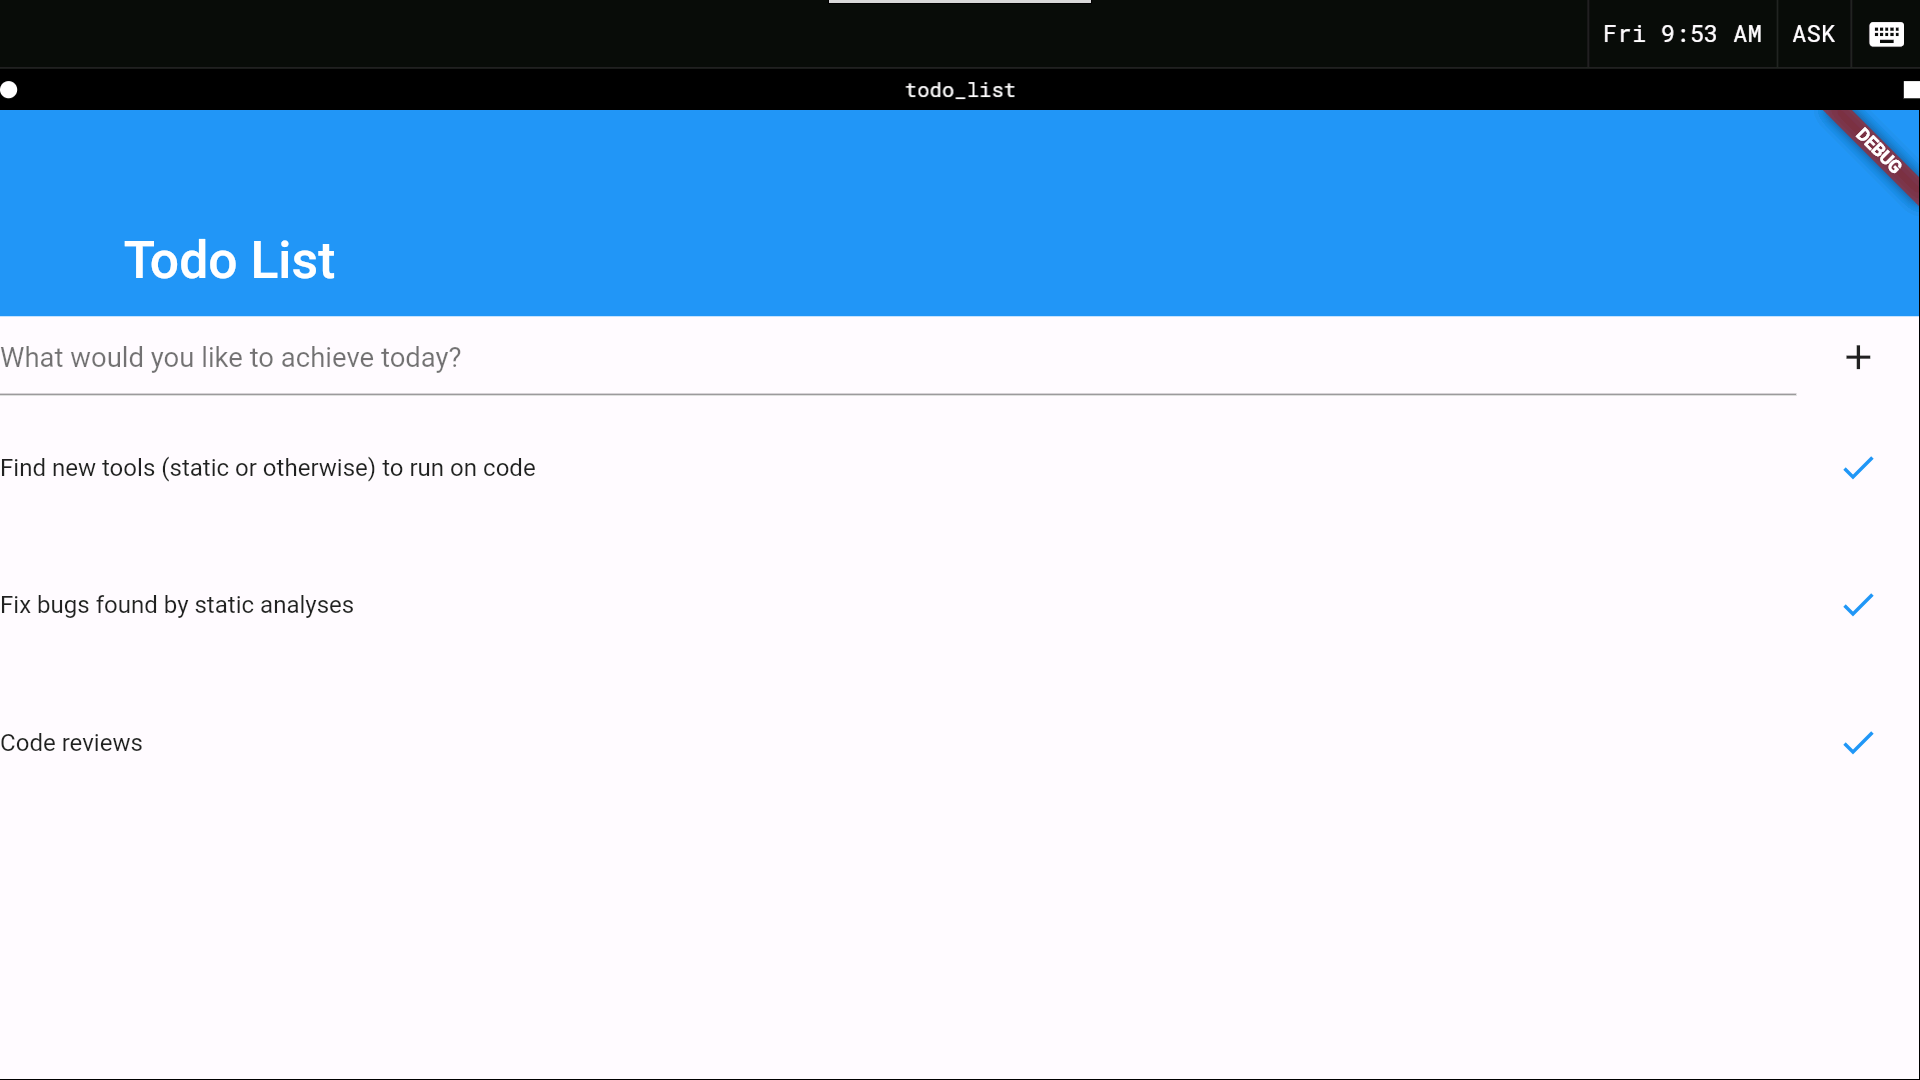 Fri 9:53 AM ASK
todo_list
DEBUG
Todo List
What would you like to achieve today?
Find new tools (static or otherwise) to run on code
Fix bugs found by static analyses
Code reviews